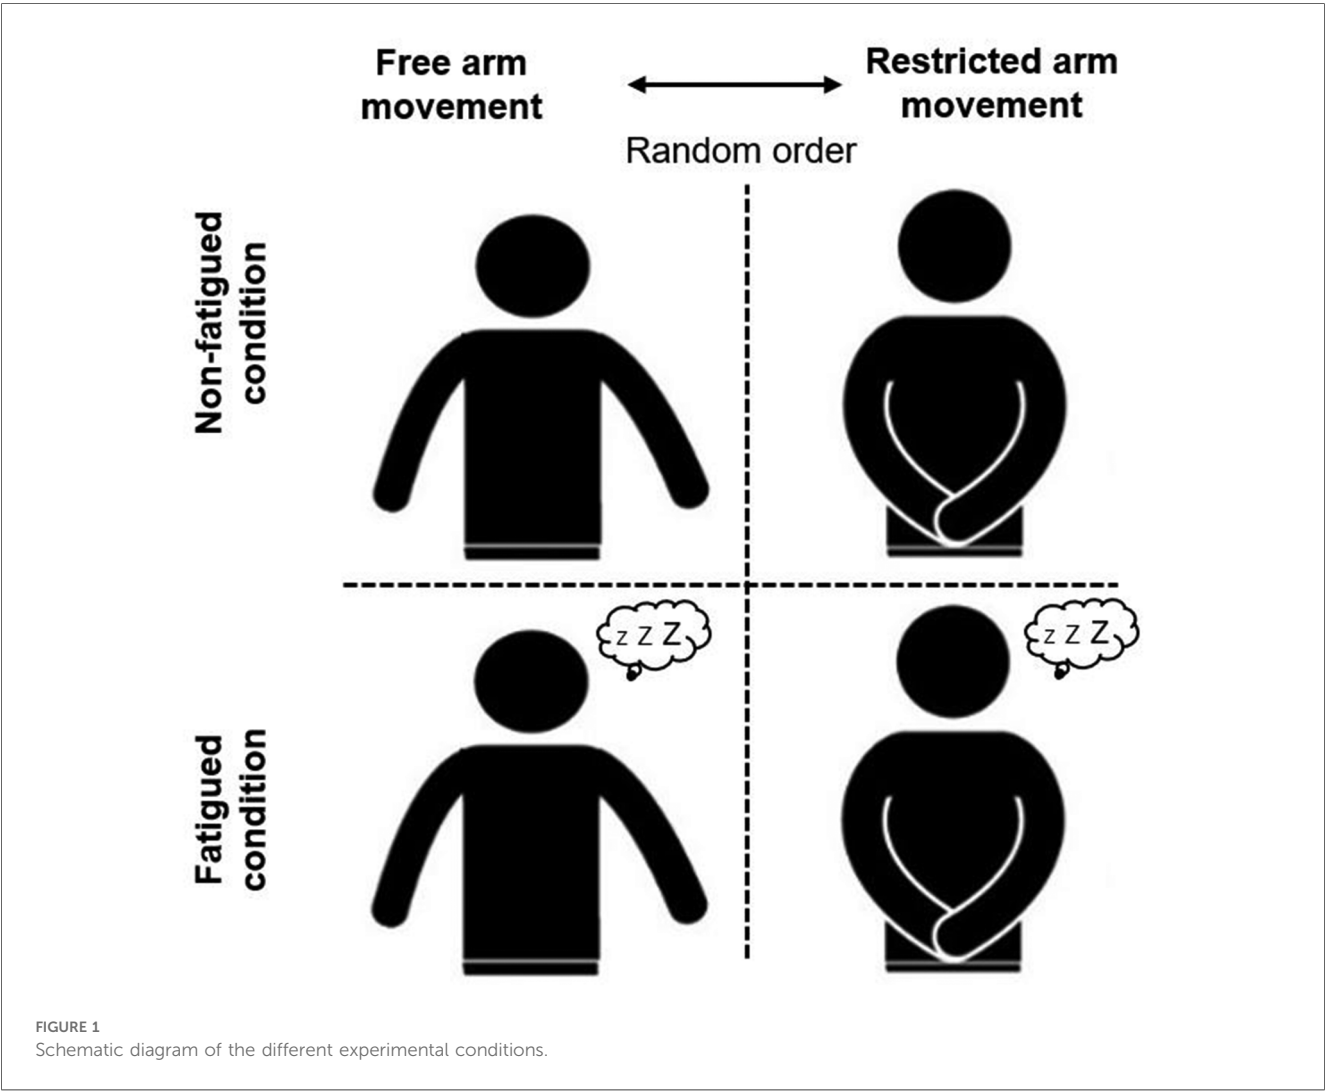 Free arm
movement
Restricted arm
movement
Random order
Non-fatigued
condition
z z Z
z z Z
Fatigued
condition
FIGURE 1
Schematic diagram of the different experimental conditions.